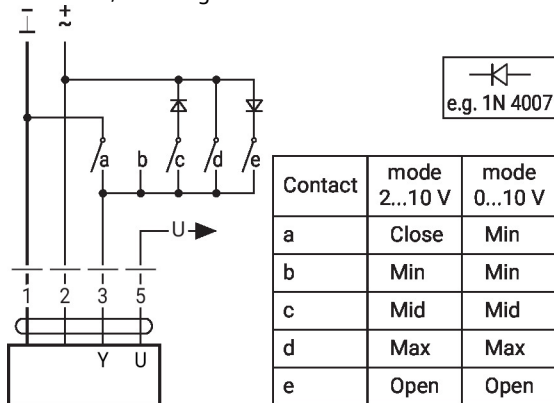 ⊥ +
~
e.g. 1N 4007
a b c d e
U
1 2 3 5
Y U
Contact mode 2...10 V mode 0...10 V
a Close Min
b Min Min
c Mid Mid
d Max Max
e Open Open